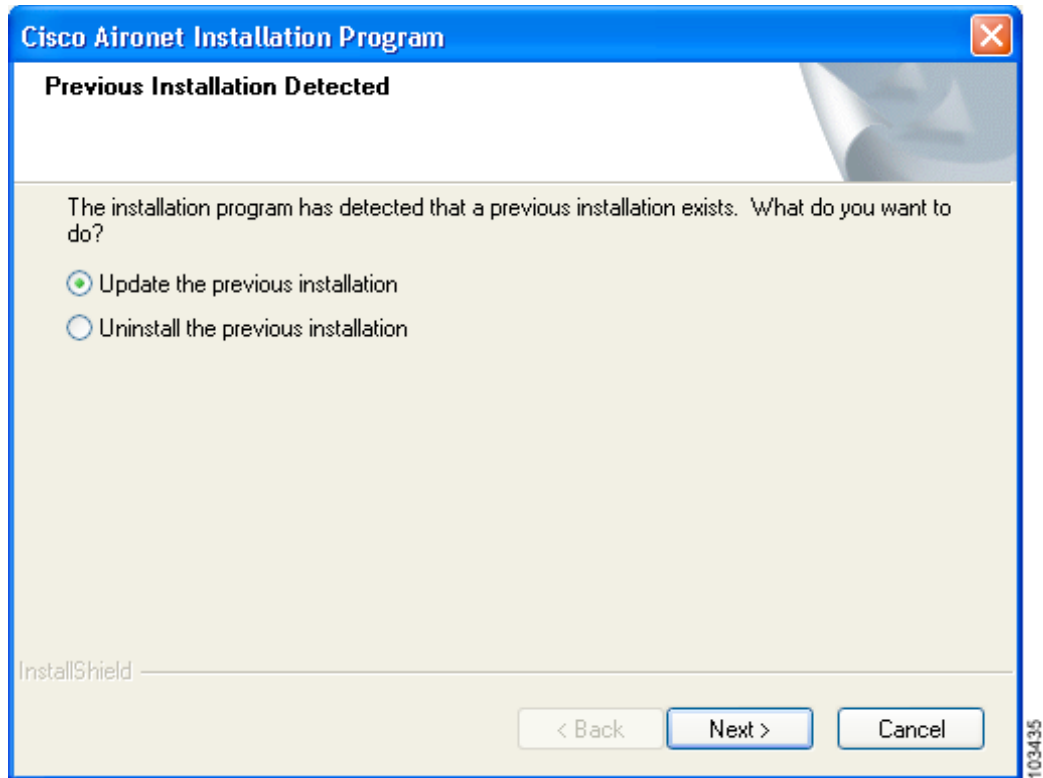 Cisco Aironet Installation Program
Previous Installation Detected
The installation program has detected that a previous installation exists.  What do you want to
do?
Update the previous installation
Uninstall the previous installation
InstallShield
< Back
Next >
Cancel
103435